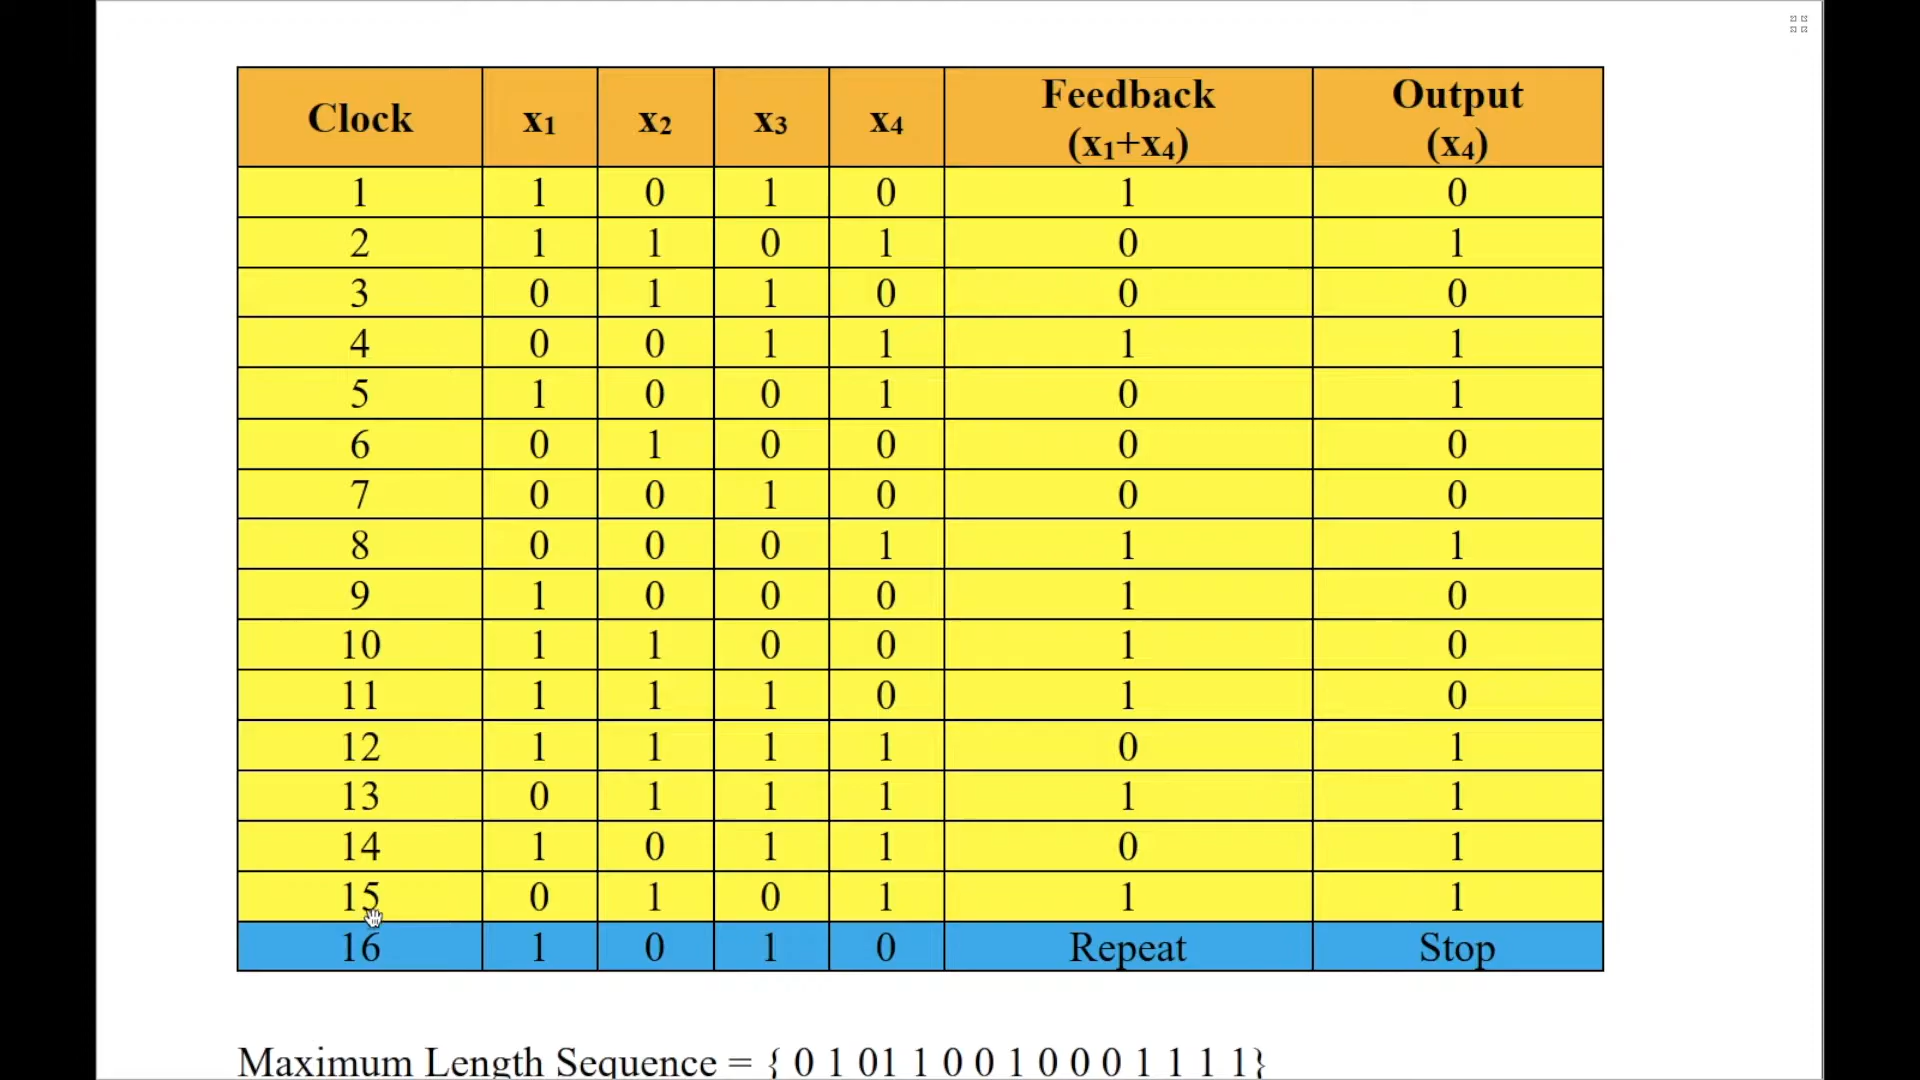 Clock x₁ x₂ x₃ x₄ Feedback (x₁+x₄) Output (x₄)
1 1 0 1 0 1 0
2 1 1 0 1 0 1
3 0 1 1 0 0 0
4 0 0 1 1 1 1
5 1 0 0 1 0 1
6 0 1 0 0 0 0
7 0 0 1 0 0 0
8 0 0 0 1 1 1
9 1 0 0 0 1 0
10 1 1 0 0 1 0
11 1 1 1 0 1 0
12 1 1 1 1 0 1
13 0 1 1 1 1 1
14 1 0 1 1 0 1
15 0 1 0 1 1 1
16 1 0 1 0 Repeat Stop
Maximum Length Sequence = { 0 1 01 1 0 0 1 0 0 0 1 1 1 1}